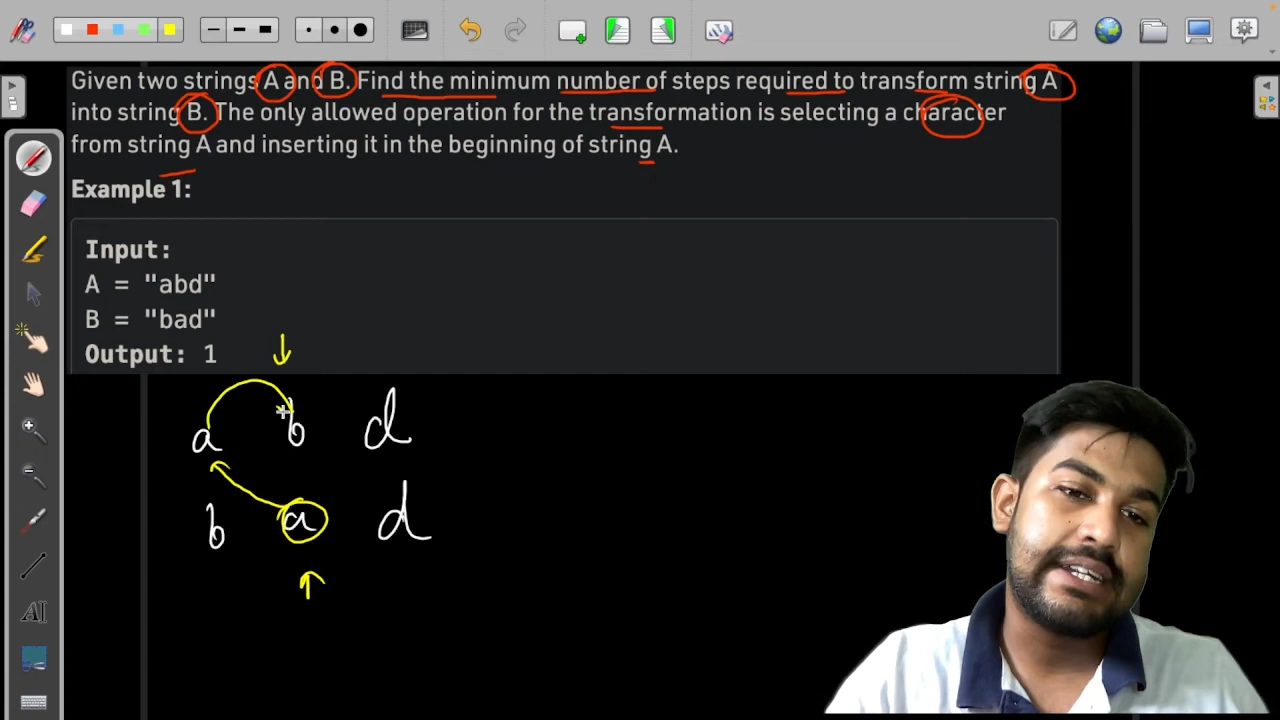 Given two strings A and B. Find the minimum number of steps required to transform string A
into string B. The only allowed operation for the transformation is selecting a character
from string A and inserting it in the beginning of string A.
Example 1:
Input:
A = "abd"
B = "bad"
Output: 1
a b d
b a d
AI